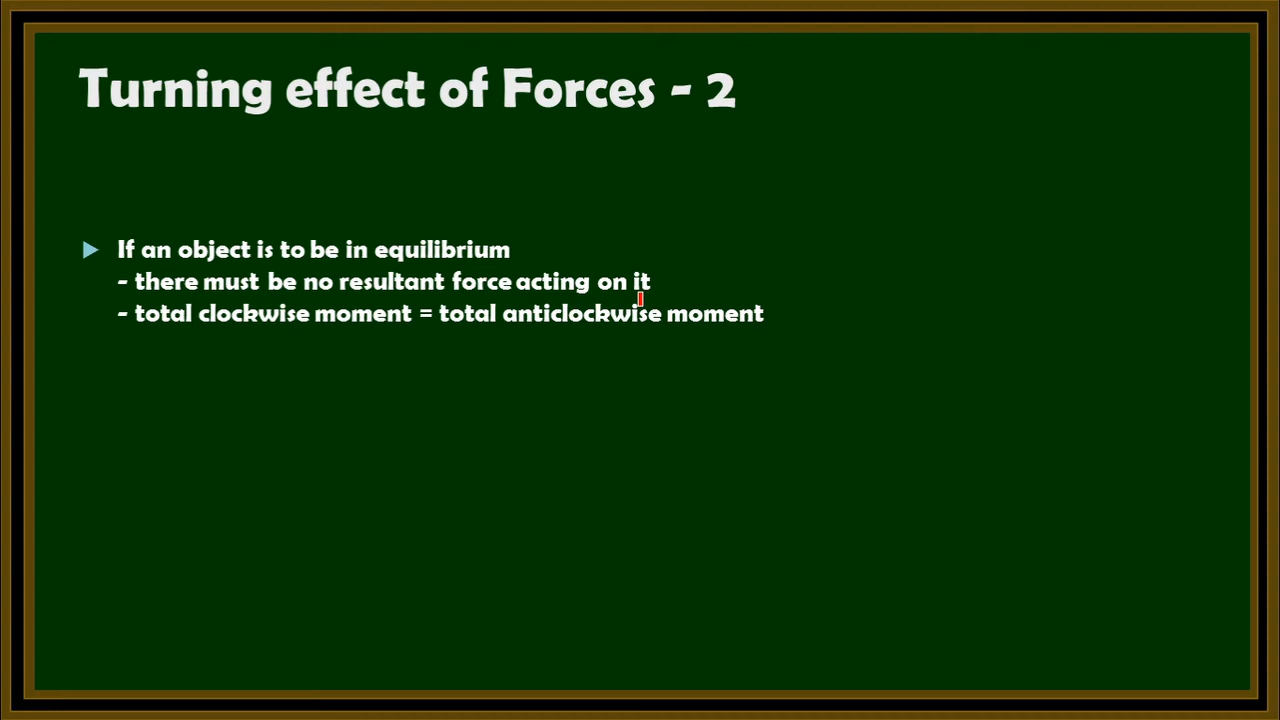 Turning effect of Forces - 2
If an object is to be in equilibrium
- there must be no resultant force acting on it
- total clockwise moment = total anticlockwise moment